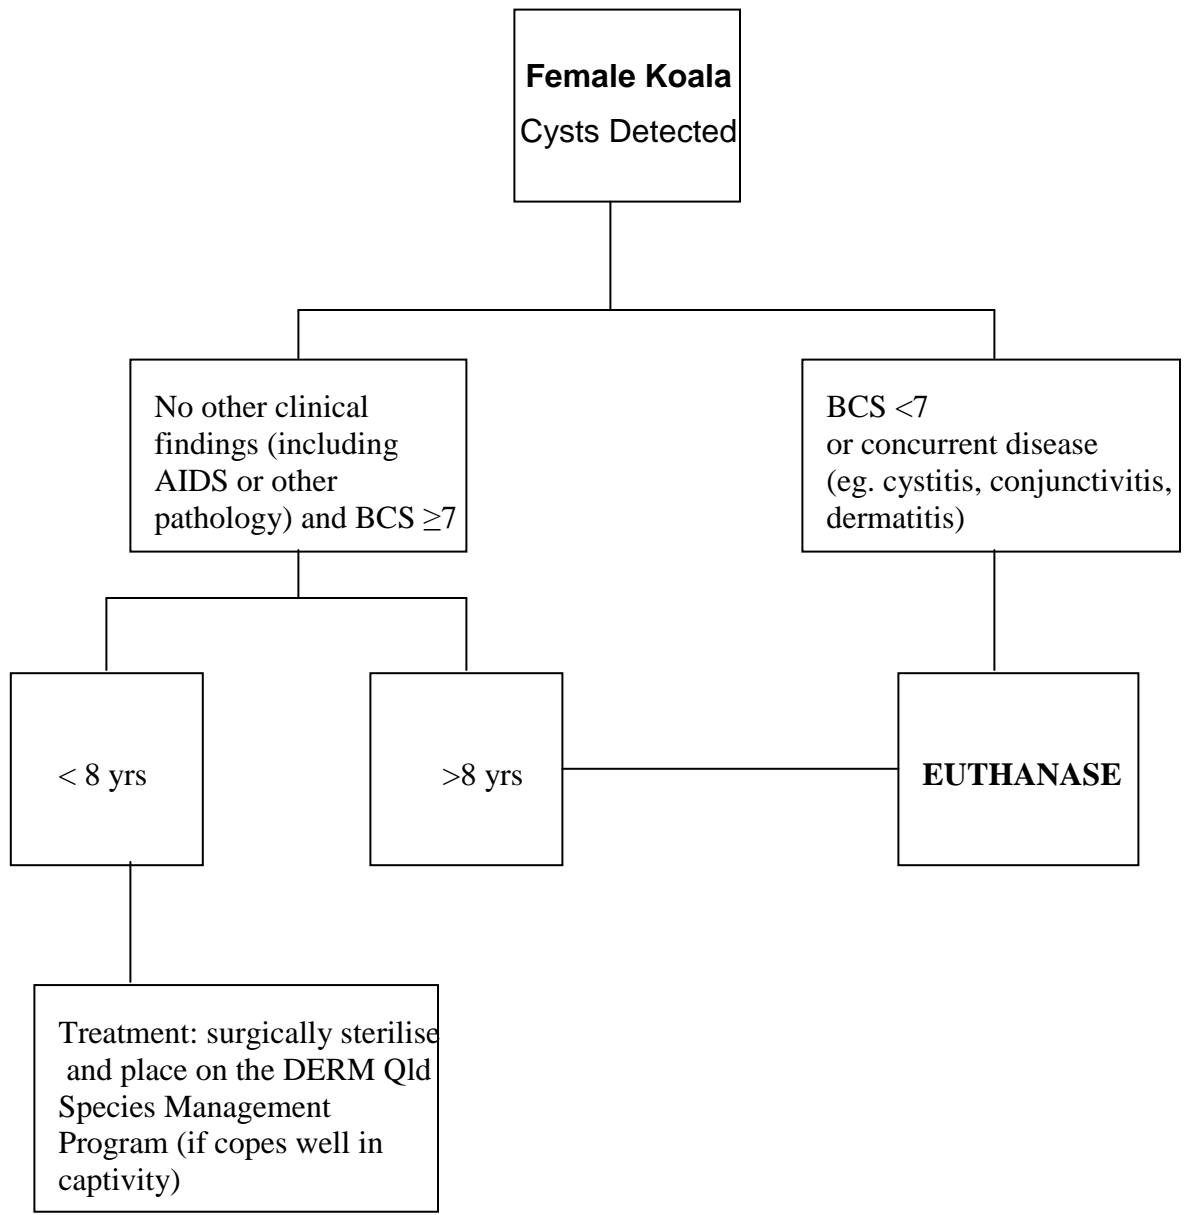 Female Koala
Cysts Detected
No other clinical
findings (including
AIDS or other
pathology) and BCS ≥7
BCS <7
or concurrent disease
(eg. cystitis, conjunctivitis,
dermatitis)
< 8 yrs
>8 yrs
EUTHANASE
Treatment: surgically sterilise
and place on the DERM Qld
Species Management
Program (if copes well in
captivity)